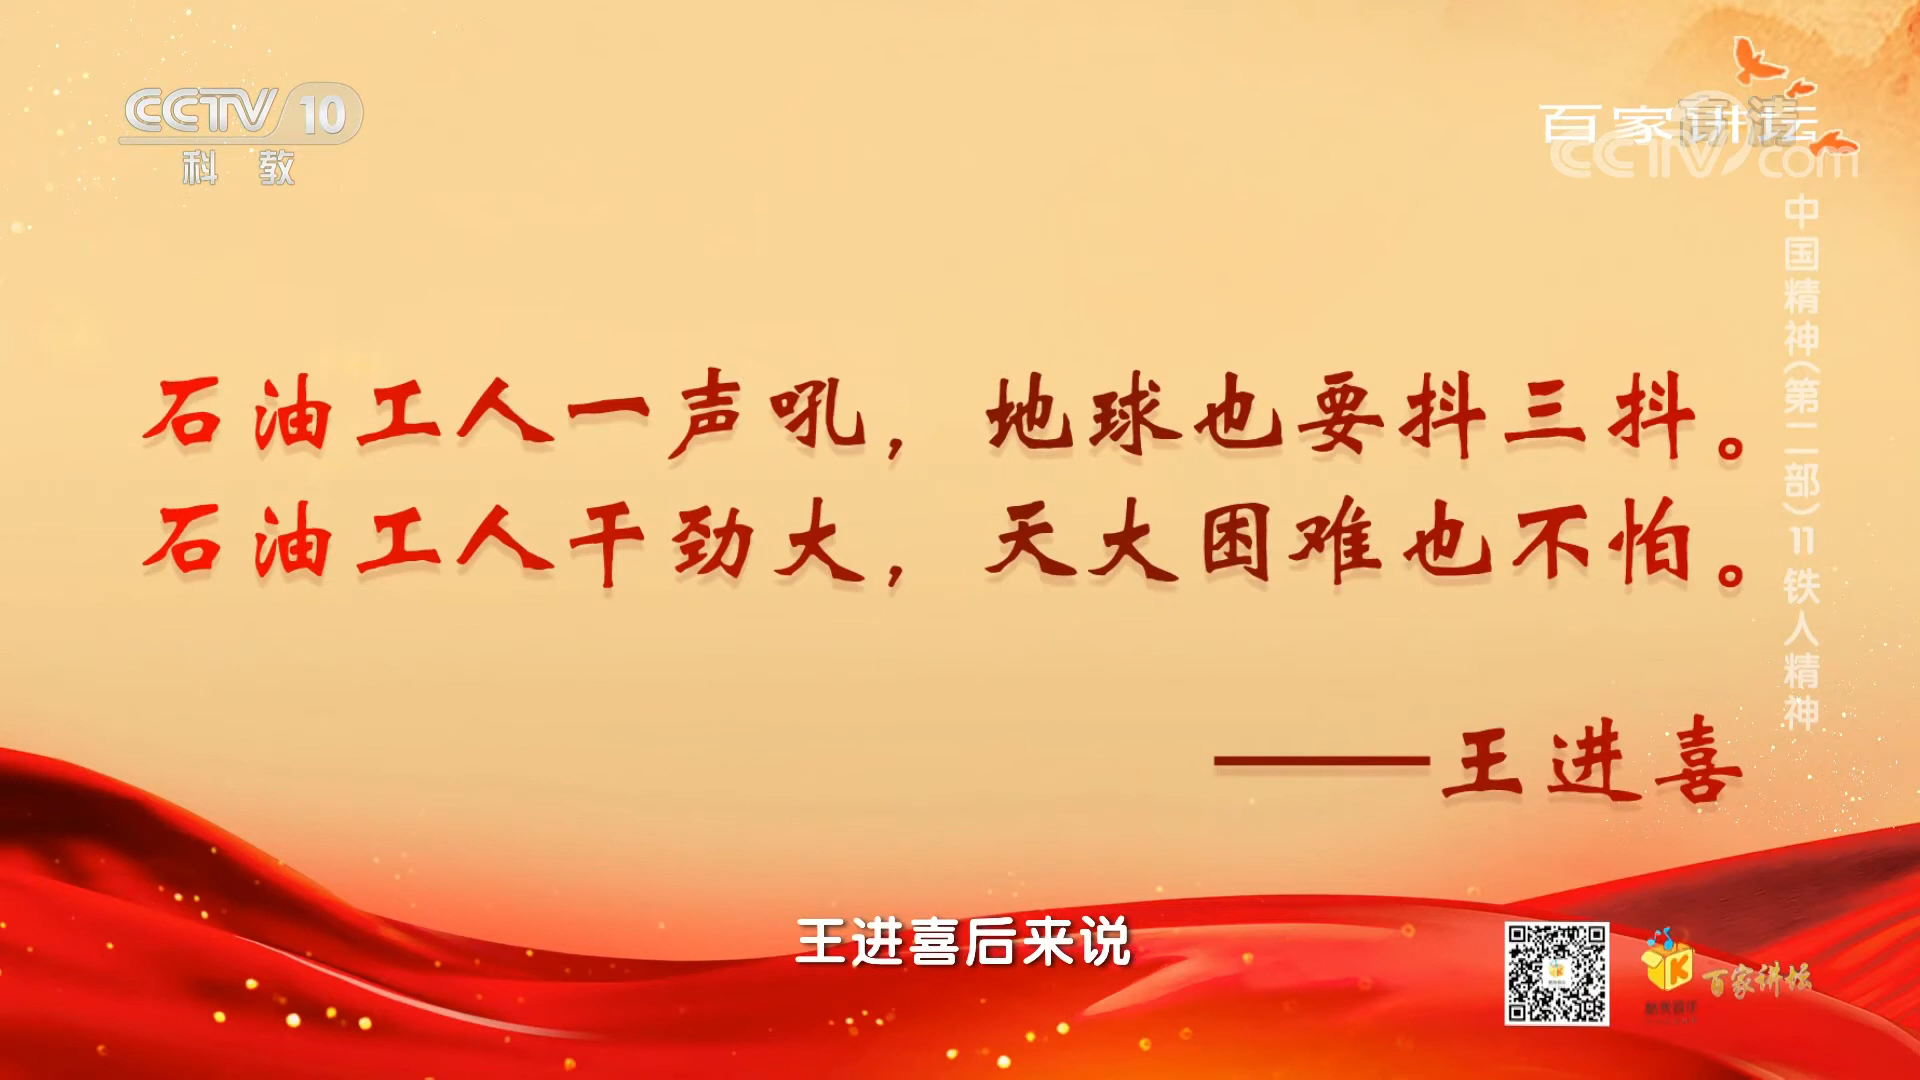 CCTV 10
科 教
百家讲坛
高清
CCTV.com
中国精神(第二部)11铁人精神
石油工人一声吼，地球也要抖三抖。
石油工人干劲大，天大困难也不怕。
——王进喜
王进喜后来说
K
百家讲坛